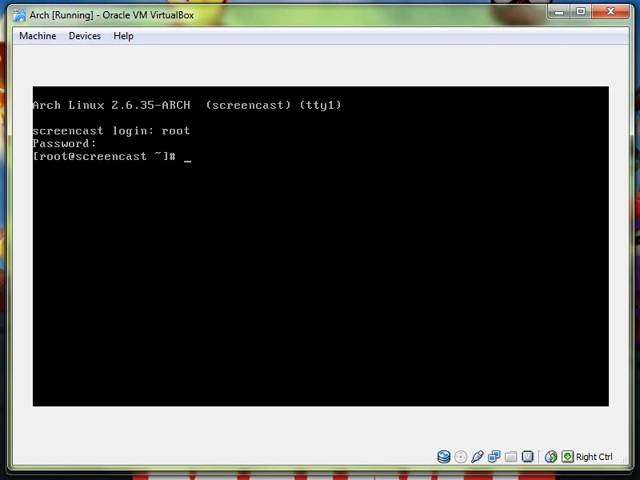 Arch [Running] - Oracle VM VirtualBox
Machine Devices Help
Arch Linux 2.6.35-ARCH (screencast) (tty1)
screencast login: root
Password:
[root@screencast ~]# _
Right Ctrl